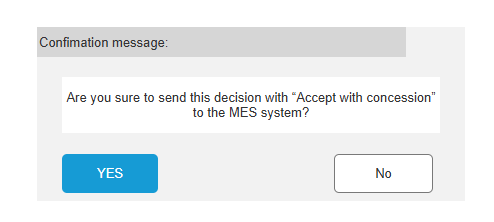 Confimation message:
Are you sure to send this decision with “Accept with concession”
to the MES system?
YES
No